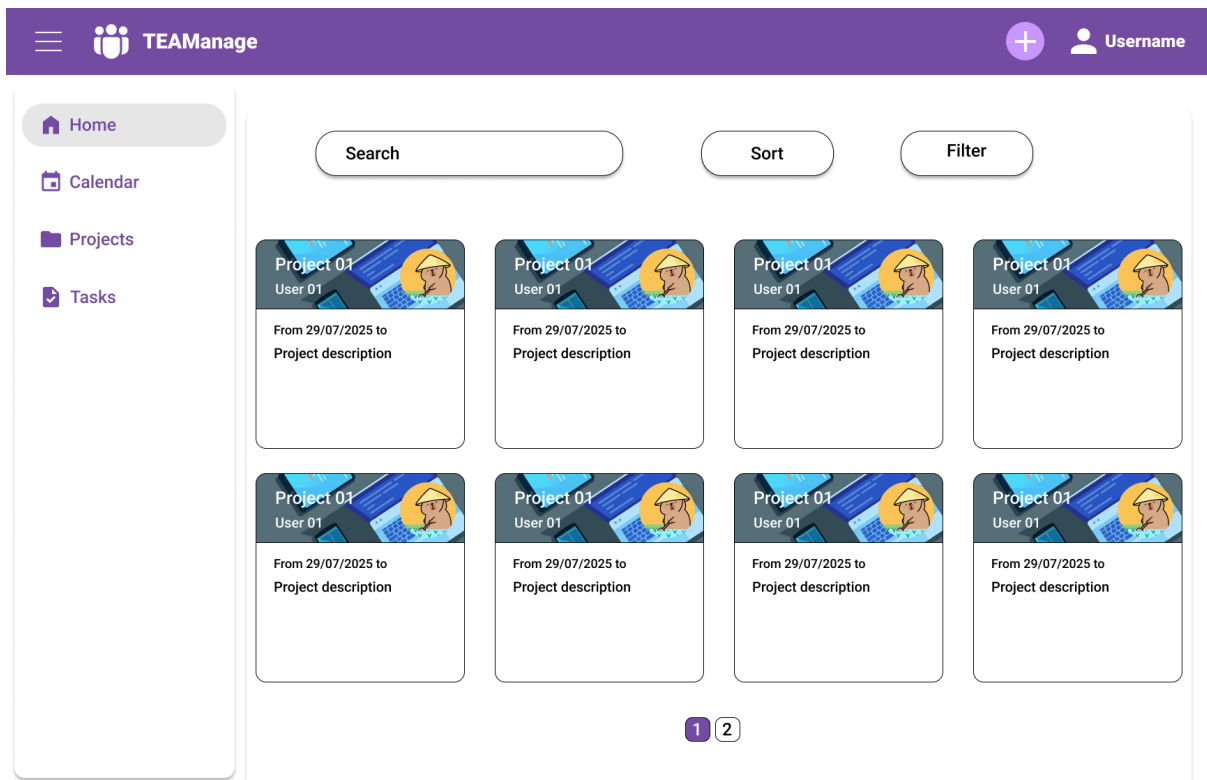 TEAManage
Username
Home
Calendar
Projects
Tasks
Search
Sort
Filter
Project 01
User 01
From 29/07/2025 to
Project description
Project 01
User 01
From 29/07/2025 to
Project description
Project 01
User 01
From 29/07/2025 to
Project description
Project 01
User 01
From 29/07/2025 to
Project description
Project 01
User 01
From 29/07/2025 to
Project description
Project 01
User 01
From 29/07/2025 to
Project description
Project 01
User 01
From 29/07/2025 to
Project description
Project 01
User 01
From 29/07/2025 to
Project description
1 2